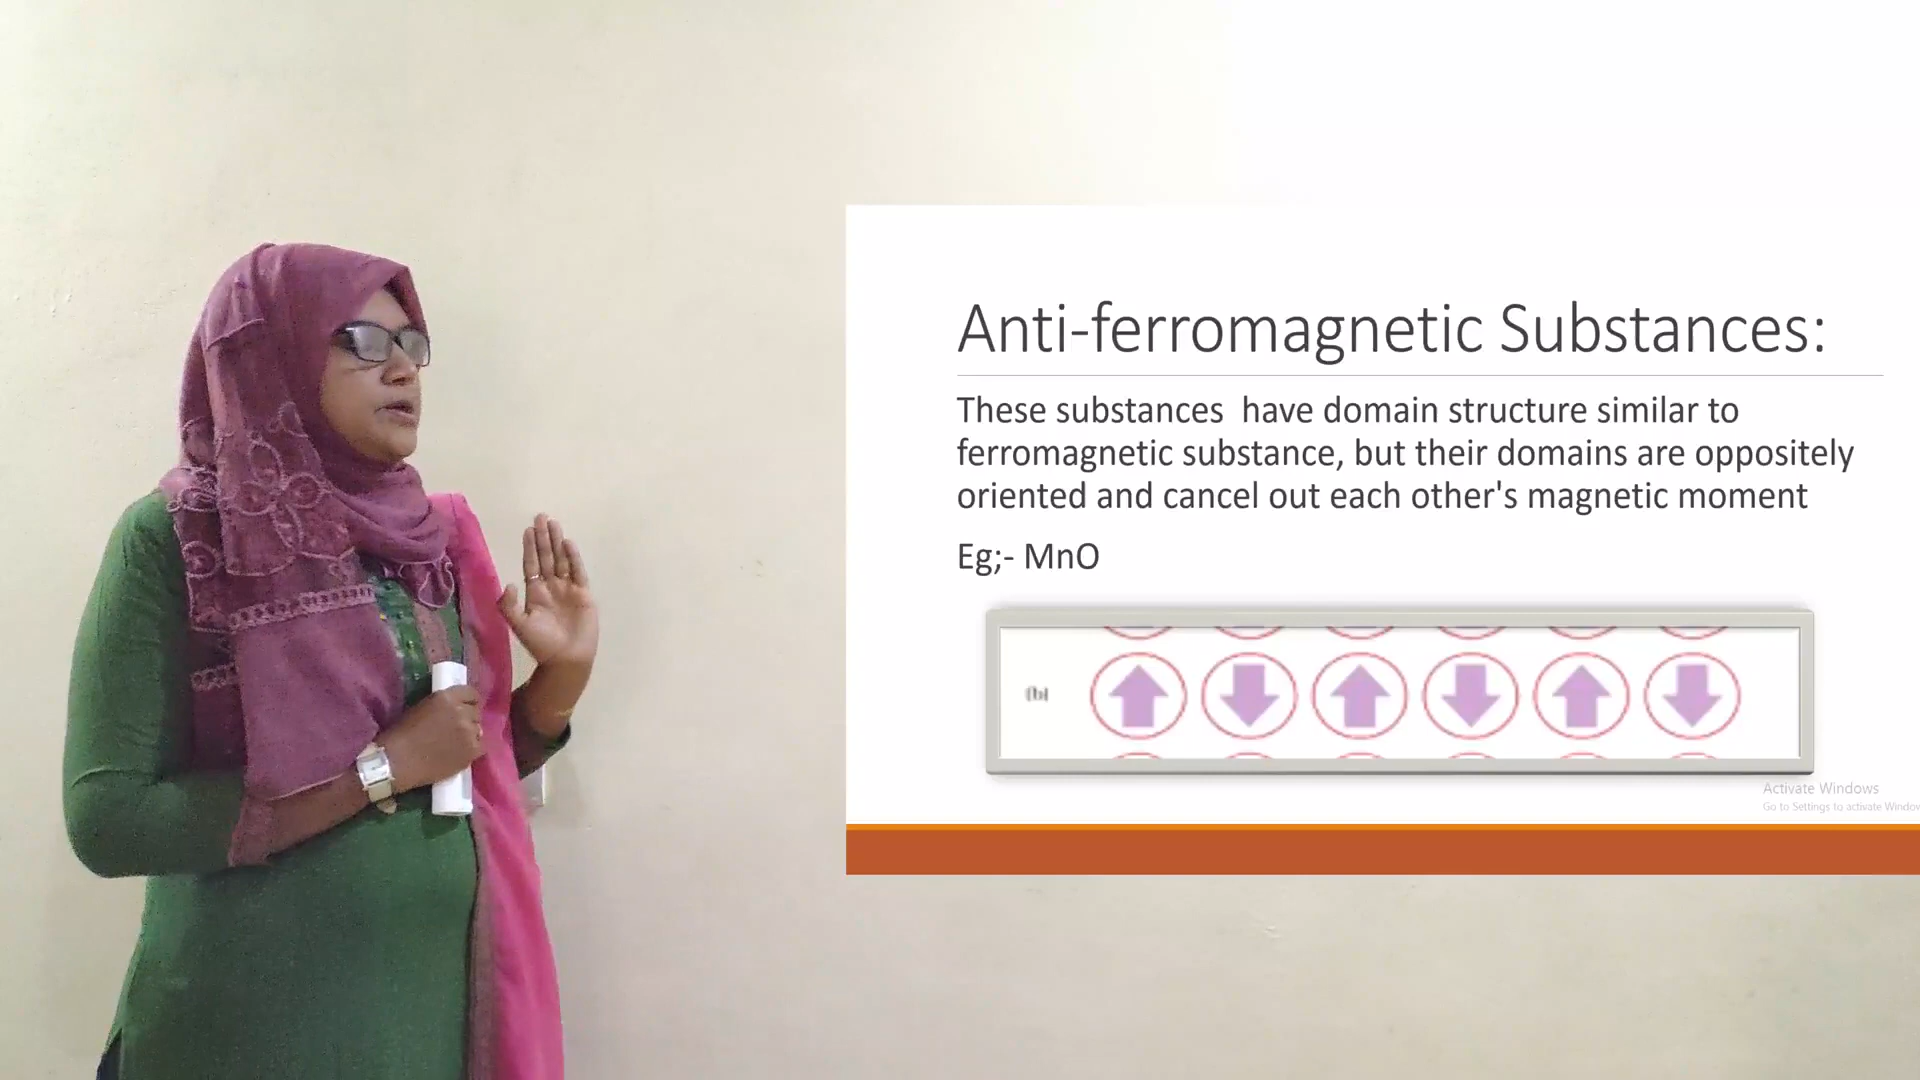 Anti-ferromagnetic Substances:
These substances have domain structure similar to
ferromagnetic substance, but their domains are oppositely
oriented and cancel out each other's magnetic moment
Eg;- MnO
(b)
Activate Windows
Go to Settings to activate Window